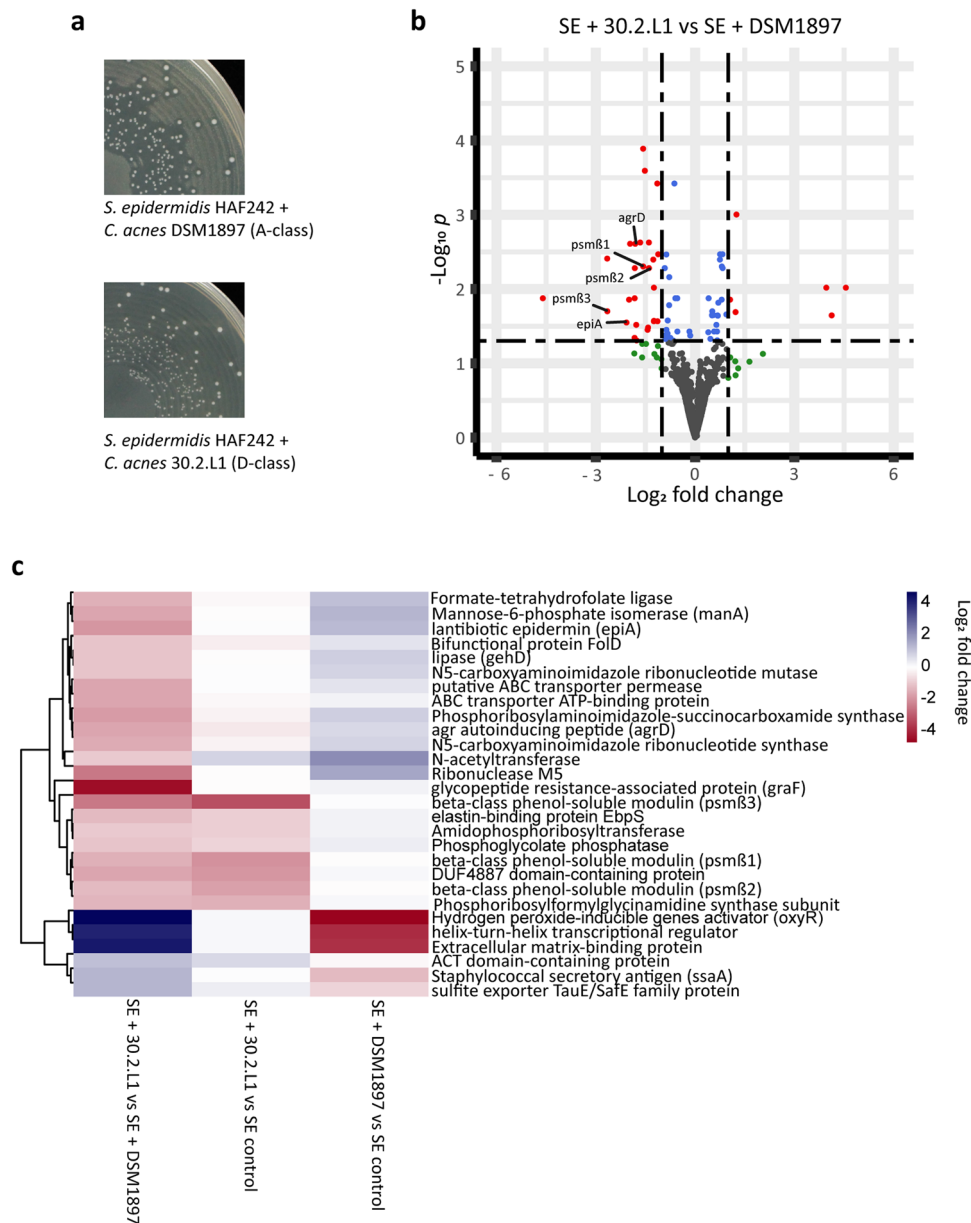 a
S. epidermidis HAF242 +
C. acnes DSM1897 (A-class)
S. epidermidis HAF242 +
C. acnes 30.2.L1 (D-class)
b
SE + 30.2.L1 vs SE + DSM1897
5
4
3
2
1
0
-Log₁₀ p
agrD
psmß1
psmß2
psmß3
epiA
- 6
- 3
0
3
6
Log₂ fold change
c
Formate-tetrahydrofolate ligase
Mannose-6-phosphate isomerase (manA)
lantibiotic epidermin (epiA)
Bifunctional protein FolD
lipase (gehD)
N5-carboxyaminoimidazole ribonucleotide mutase
putative ABC transporter permease
ABC transporter ATP-binding protein
Phosphoribosylaminoimidazole-succinocarboxamide synthase
agr autoinducing peptide (agrD)
N5-carboxyaminoimidazole ribonucleotide synthase
N-acetyltransferase
Ribonuclease M5
glycopeptide resistance-associated protein (graF)
beta-class phenol-soluble modulin (psmß3)
elastin-binding protein EbpS
Amidophosphoribosyltransferase
Phosphoglycolate phosphatase
beta-class phenol-soluble modulin (psmß1)
DUF4887 domain-containing protein
beta-class phenol-soluble modulin (psmß2)
Phosphoribosylformylglycinamidine synthase subunit
Hydrogen peroxide-inducible genes activator (oxyR)
helix-turn-helix transcriptional regulator
Extracellular matrix-binding protein
ACT domain-containing protein
Staphylococcal secretory antigen (ssaA)
sulfite exporter TauE/SafE family protein
4
2
0
-2
-4
Log₂ fold change
SE + 30.2.L1 vs SE + DSM1897
SE + 30.2.L1 vs SE control
SE + DSM1897 vs SE control